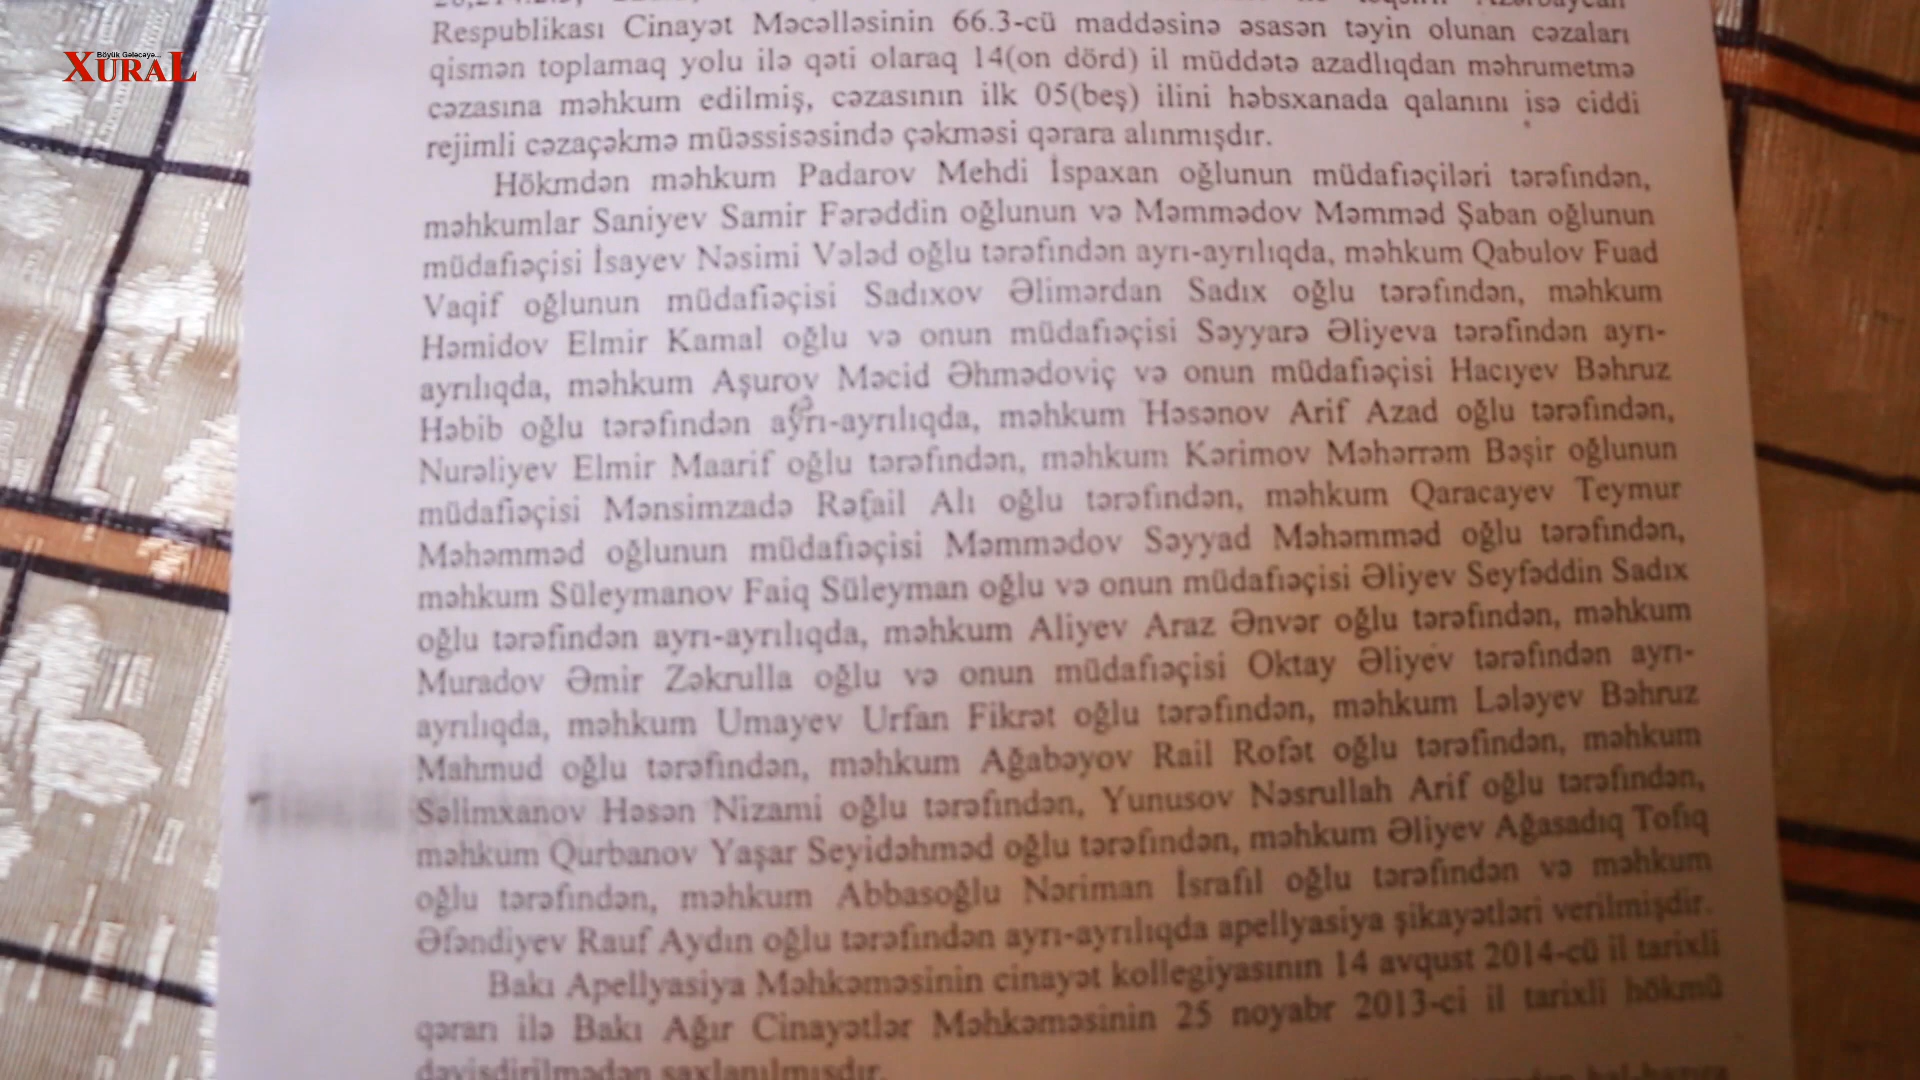 Böyük Gələcəyə...
XURAL
Azərbaycan
Respublikası Cinayət Məcəlləsinin 66.3-cü maddəsinə əsasən təyin olunan cəzaları
qismən toplamaq yolu ilə qəti olaraq 14(on dörd) il müddətə azadlıqdan məhrumetmə
cəzasına məhkum edilmiş, cəzasının ilk 05(beş) ilini həbsxanada qalanını isə ciddi
rejimli cəzaçəkmə müəssisəsində çəkməsi qərara alınmışdır.
Hökmdən məhkum Padarov Mehdi İspaxan oğlunun müdafiəçiləri tərəfindən,
məhkumlar Saniyev Samir Fərəddin oğlunun və Məmmədov Məmməd Şaban oğlunun
müdafiəçisi İsayev Nəsimi Vələd oğlu tərəfindən ayrı-ayrılıqda, məhkum Qabulov Fuad
Vaqif oğlunun müdafiəçisi Sadıxov Əlimərdan Sadıx oğlu tərəfindən, məhkum
Həmidov Elmir Kamal oğlu və onun müdafiəçisi Səyyarə Əliyeva tərəfindən ayrı-
ayrılıqda, məhkum Aşurov Məcid Əhmədoviç və onun müdafiəçisi Hacıyev Bəhruz
Həbib oğlu tərəfindən ayrı-ayrılıqda, məhkum Həsənov Arif Azad oğlu tərəfindən,
Nurəliyev Elmir Maarif oğlu tərəfindən, məhkum Kərimov Məhərrəm Bəşir oğlunun
müdafiəçisi Mənsimzadə Rəfail Alı oğlu tərəfindən, məhkum Qaracayev Teymur
Məhəmməd oğlunun müdafiəçisi Məmmədov Səyyad Məhəmməd oğlu tərəfindən,
məhkum Süleymanov Faiq Süleyman oğlu və onun müdafiəçisi Əliyev Seyfəddin Sadıx
oğlu tərəfindən ayrı-ayrılıqda, məhkum Aliyev Araz Ənvər oğlu tərəfindən, məhkum
Muradov Əmir Zəkrulla oğlu və onun müdafiəçisi Oktay Əliyev tərəfindən ayrı-
ayrılıqda, məhkum Umayev Urfan Fikrət oğlu tərəfindən, məhkum Lələyev Bəhruz
Mahmud oğlu tərəfindən, məhkum Ağabəyov Rail Rofət oğlu tərəfindən, məhkum
Səlimxanov Həsən Nizami oğlu tərəfindən, Yunusov Nəsrullah Arif oğlu tərəfindən,
məhkum Qurbanov Yaşar Seyidəhməd oğlu tərəfindən, məhkum Əliyev Ağasadıq Tofiq
oğlu tərəfindən, məhkum Abbasoğlu Nəriman İsrafil oğlu tərəfindən və məhkum
Əfəndiyev Rauf Aydın oğlu tərəfindən ayrı-ayrılıqda apellyasiya şikayətləri verilmişdir.
Bakı Apellyasiya Məhkəməsinin cinayət kollegiyasının 14 avqust 2014-cü il tarixli
qərarı ilə Bakı Ağır Cinayətlər Məhkəməsinin 25 noyabr 2013-ci il tarixli hökmü
dəyişdirilmədən saxlanılmışdır.